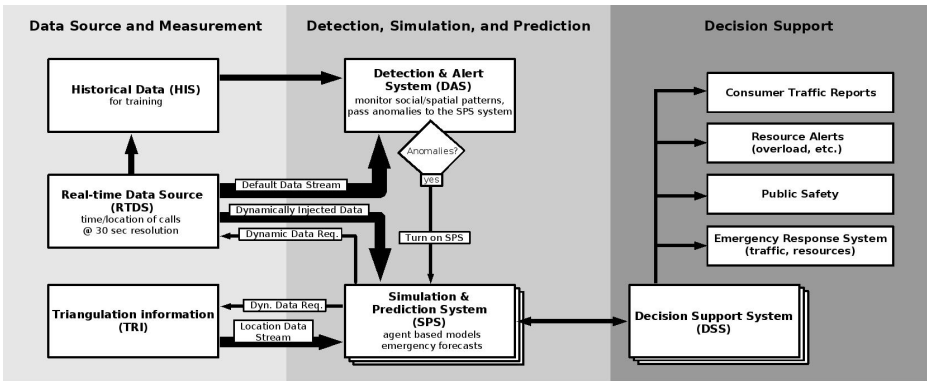 Data Source and Measurement
Detection, Simulation, and Prediction
Decision Support
Historical Data (HIS)
for training
Detection & Alert
System (DAS)
monitor social/spatial patterns,
pass anomalies to the SPS system
Anomalies?
yes
Turn on SPS
Real-time Data Source
(RTDS)
time/location of calls
@ 30 sec resolution
Default Data Stream
Dynamically Injected Data
Dynamic Data Req.
Triangulation information
(TRI)
Dyn. Data Req.
Location Data
Stream
Simulation &
Prediction System
(SPS)
agent based models
emergency forecasts
Consumer Traffic Reports
Resource Alerts
(overload, etc.)
Public Safety
Emergency Response System
(traffic, resources)
Decision Support System
(DSS)